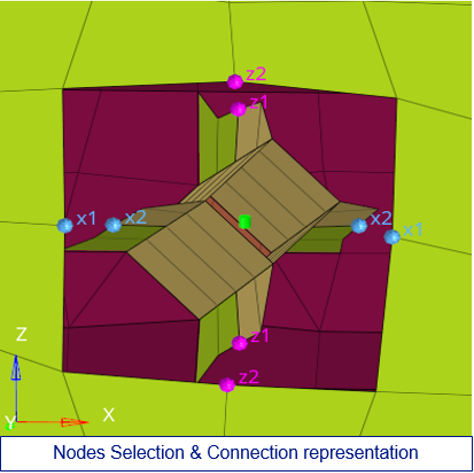 z2
z1
x1
x2
x2
x1
z1
z2
Z
Y
X
Nodes Selection & Connection representation